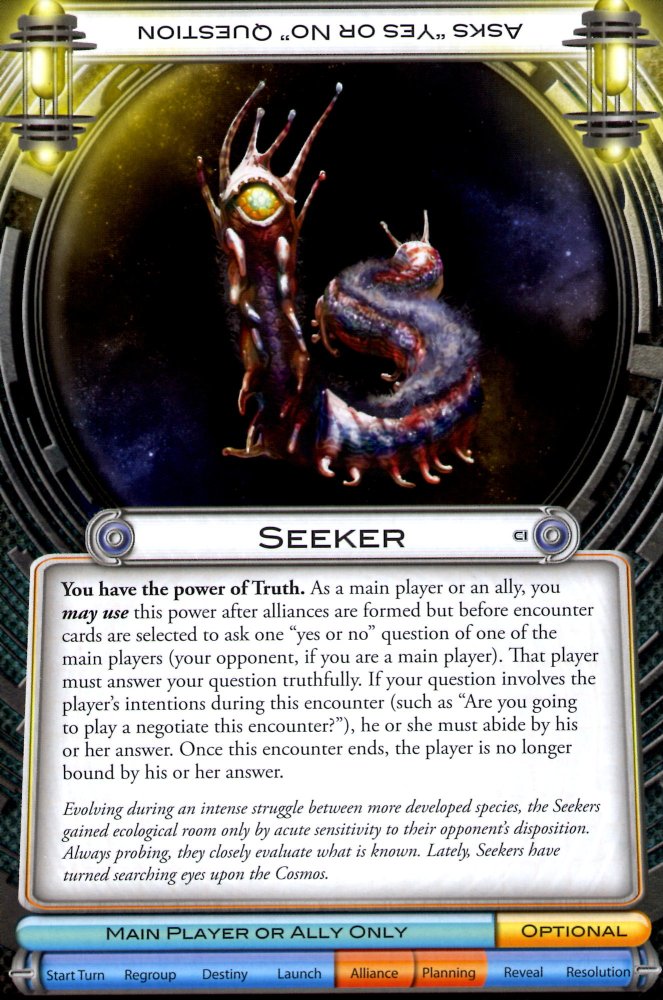 Asks "Yes or No" Question
Seeker
CI
You have the power of Truth. As a main player or an ally, you
may use this power after alliances are formed but before encounter
cards are selected to ask one “yes or no” question of one of the
main players (your opponent, if you are a main player). That player
must answer your question truthfully. If your question involves the
player’s intentions during this encounter (such as “Are you going
to play a negotiate this encounter?”), he or she must abide by his
or her answer. Once this encounter ends, the player is no longer
bound by his or her answer.
Evolving during an intense struggle between more developed species, the Seekers
gained ecological room only by acute sensitivity to their opponent’s disposition.
Always probing, they closely evaluate what is known. Lately, Seekers have
turned searching eyes upon the Cosmos.
Main Player or Ally Only Optional
Start Turn Regroup Destiny Launch Alliance Planning Reveal Resolution